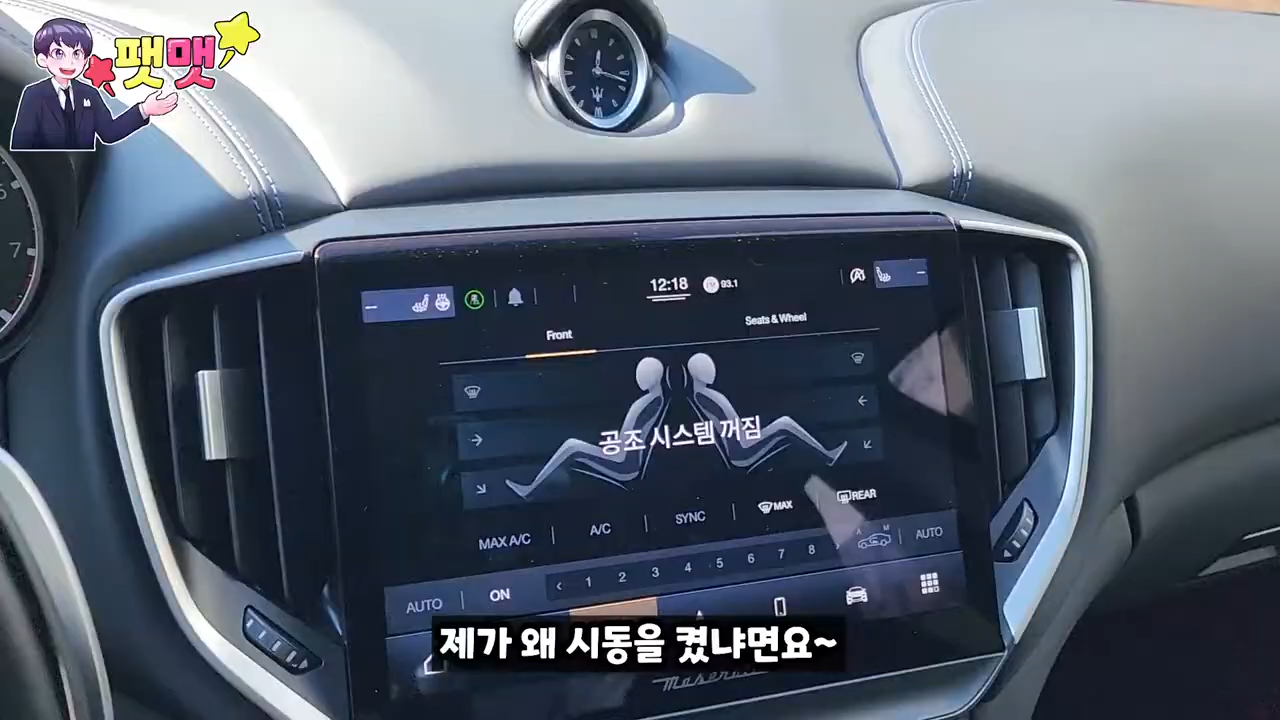 팻맷
6
7
12:18
93.1
Front
Seats & Wheel
공조 시스템 꺼짐
MAX A/C
A/C
SYNC
MAX
REAR
A
M
AUTO
ON
1 2 3 4 5 6 7 8
AUTO
제가 왜 시동을 켰냐면요~